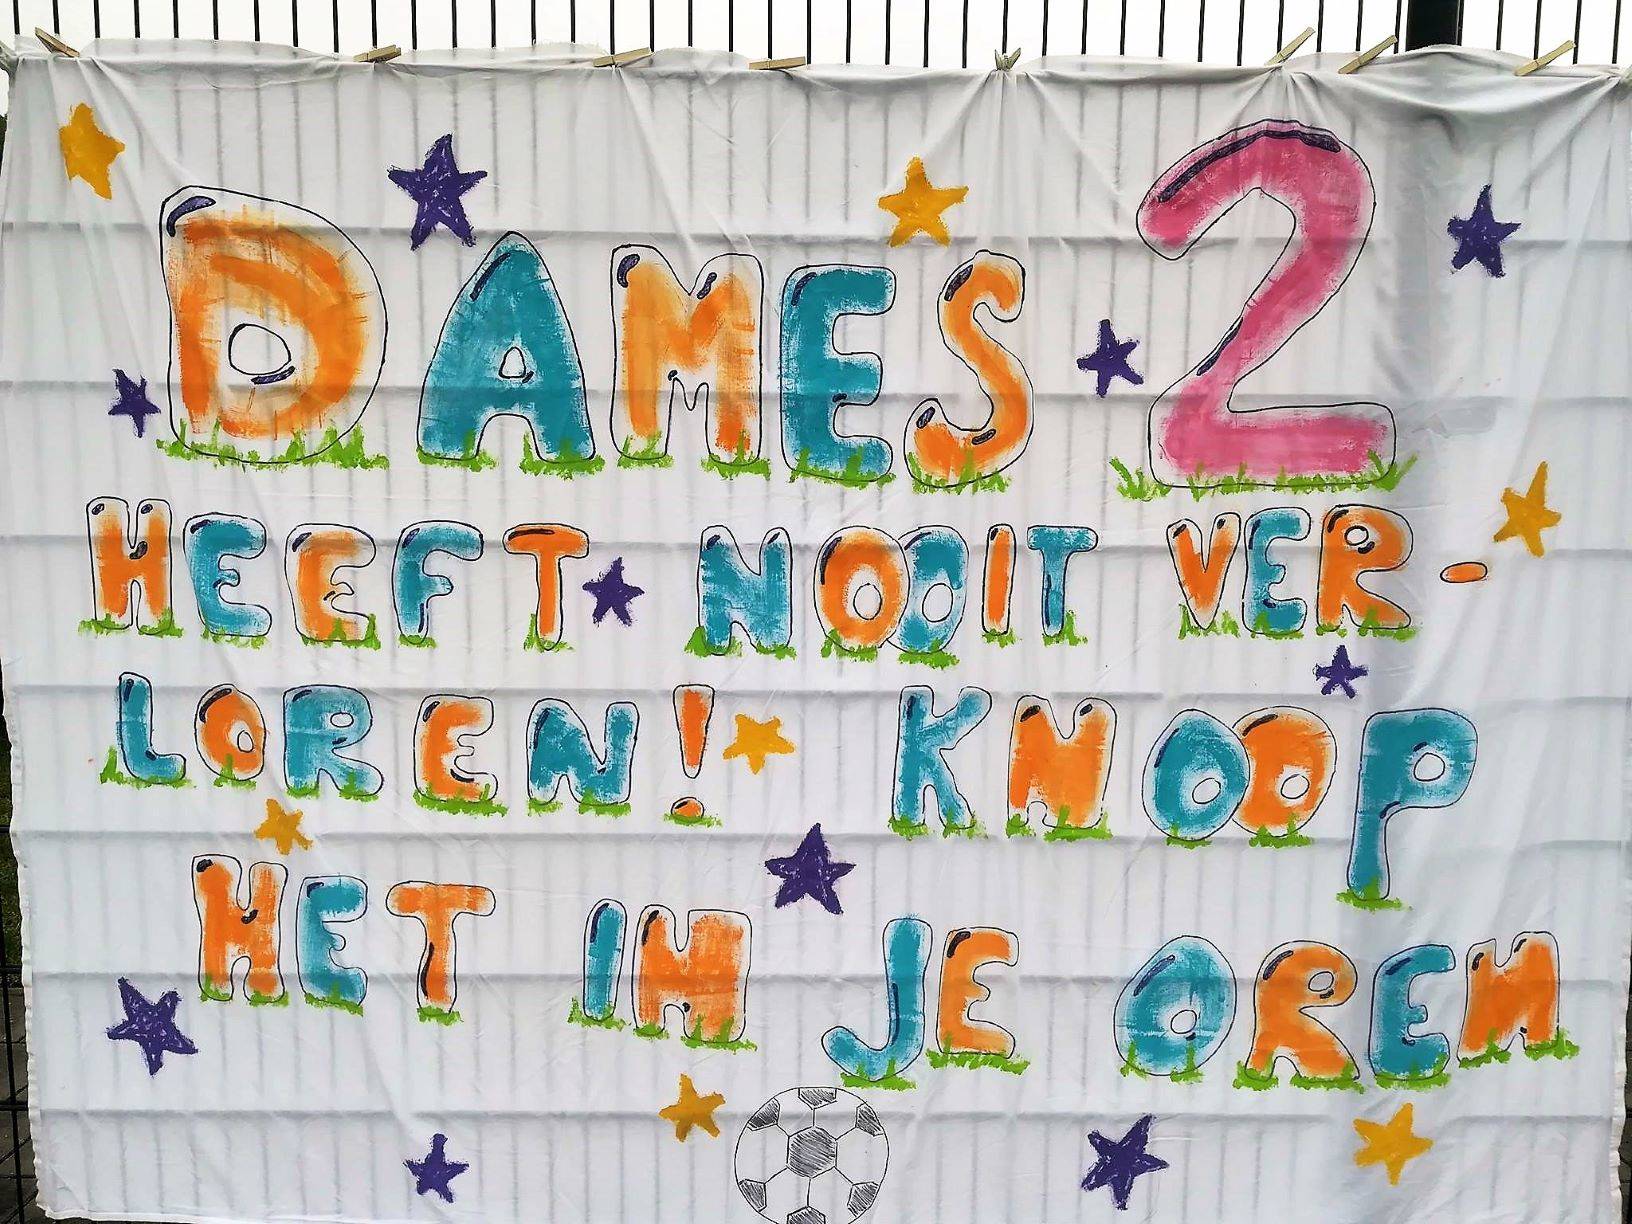 DAMES 2
HEEFT NOOIT VER-
LOREN! KNOOP
HET IN JE OREN